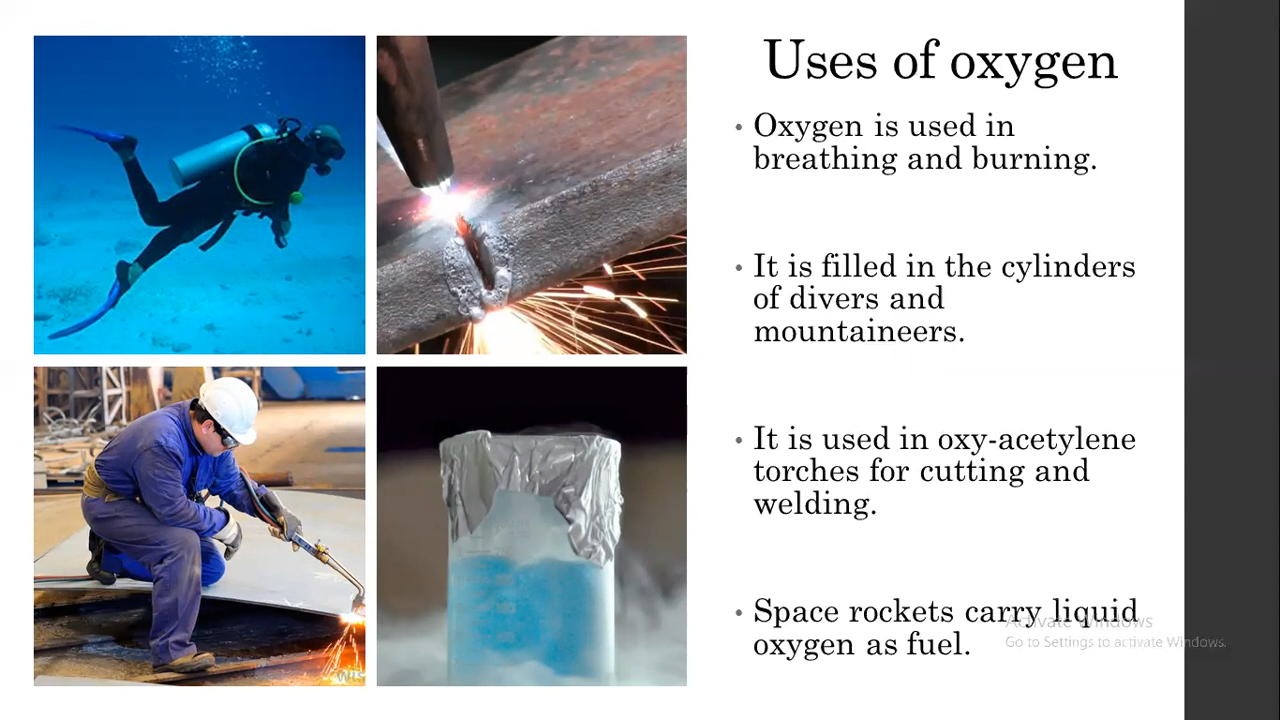 Uses of oxygen
• Oxygen is used in
breathing and burning.
• It is filled in the cylinders
of divers and
mountaineers.
• It is used in oxy-acetylene
torches for cutting and
welding.
• Space rockets carry liquid
oxygen as fuel.
Activate Windows
Go to Settings to activate Windows.